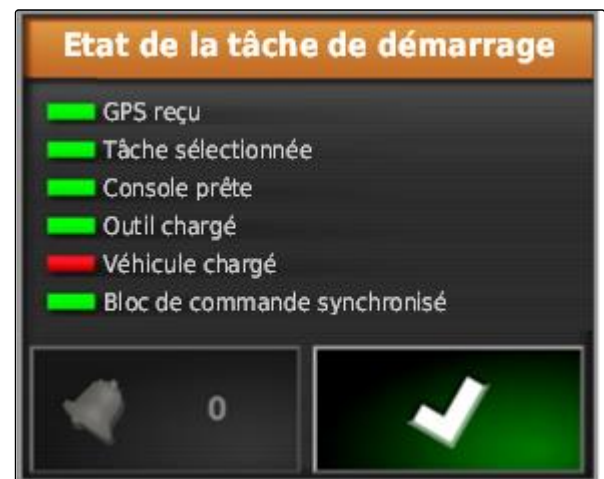 Etat de la tâche de démarrage
GPS reçu
Tâche sélectionnée
Console prête
Outil chargé
Véhicule chargé
Bloc de commande synchronisé
0